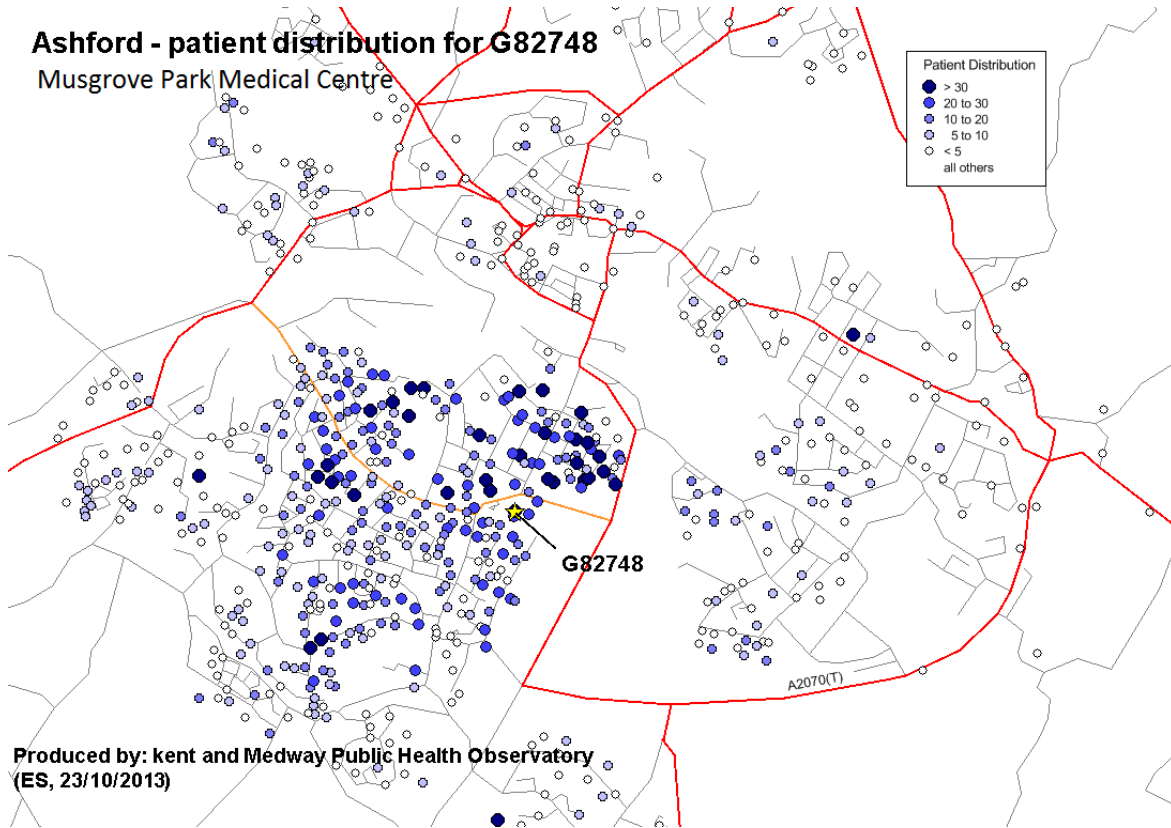 Ashford - patient distribution for G82748
Musgrove Park Medical Centre
Patient Distribution
> 30
20 to 30
10 to 20
5 to 10
< 5
all others
G82748
A2070(T)
Produced by: kent and Medway Public Health Observatory
(ES, 23/10/2013)